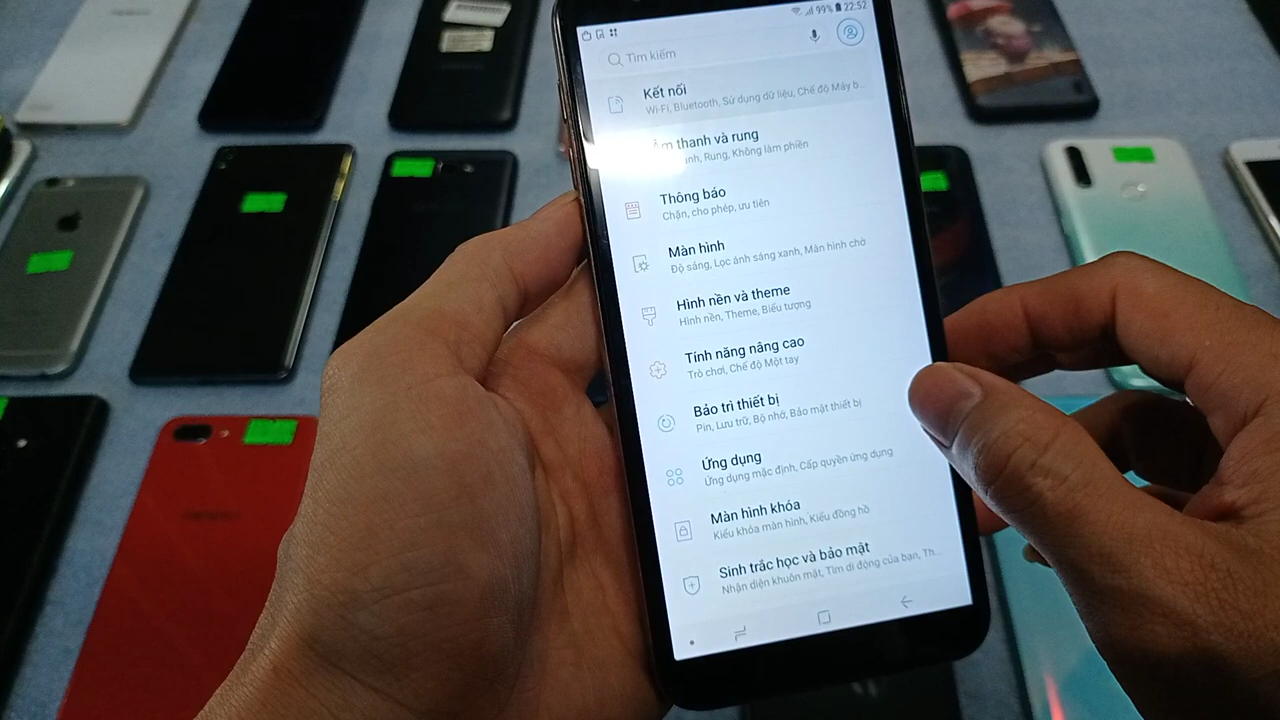 99% 22:52
Tìm kiếm
Kết nối
Wi-Fi, Bluetooth, Sử dụng dữ liệu, Chế độ Máy b...
Âm thanh và rung
Rung, Không làm phiền
Thông báo
Chặn, cho phép, ưu tiên
Màn hình
Độ sáng, Lọc ánh sáng xanh, Màn hình chờ
Hình nền và theme
Hình nền, Theme, Biểu tượng
Tính năng nâng cao
Trò chơi, Chế độ Một tay
Bảo trì thiết bị
Pin, Lưu trữ, Bộ nhớ, Bảo mật thiết bị
Ứng dụng
Ứng dụng mặc định, Cấp quyền ứng dụng
Màn hình khóa
Kiểu khóa màn hình, Kiểu đồng hồ
Sinh trắc học và bảo mật
Nhận diện khuôn mặt, Tìm di động của bạn, Th...